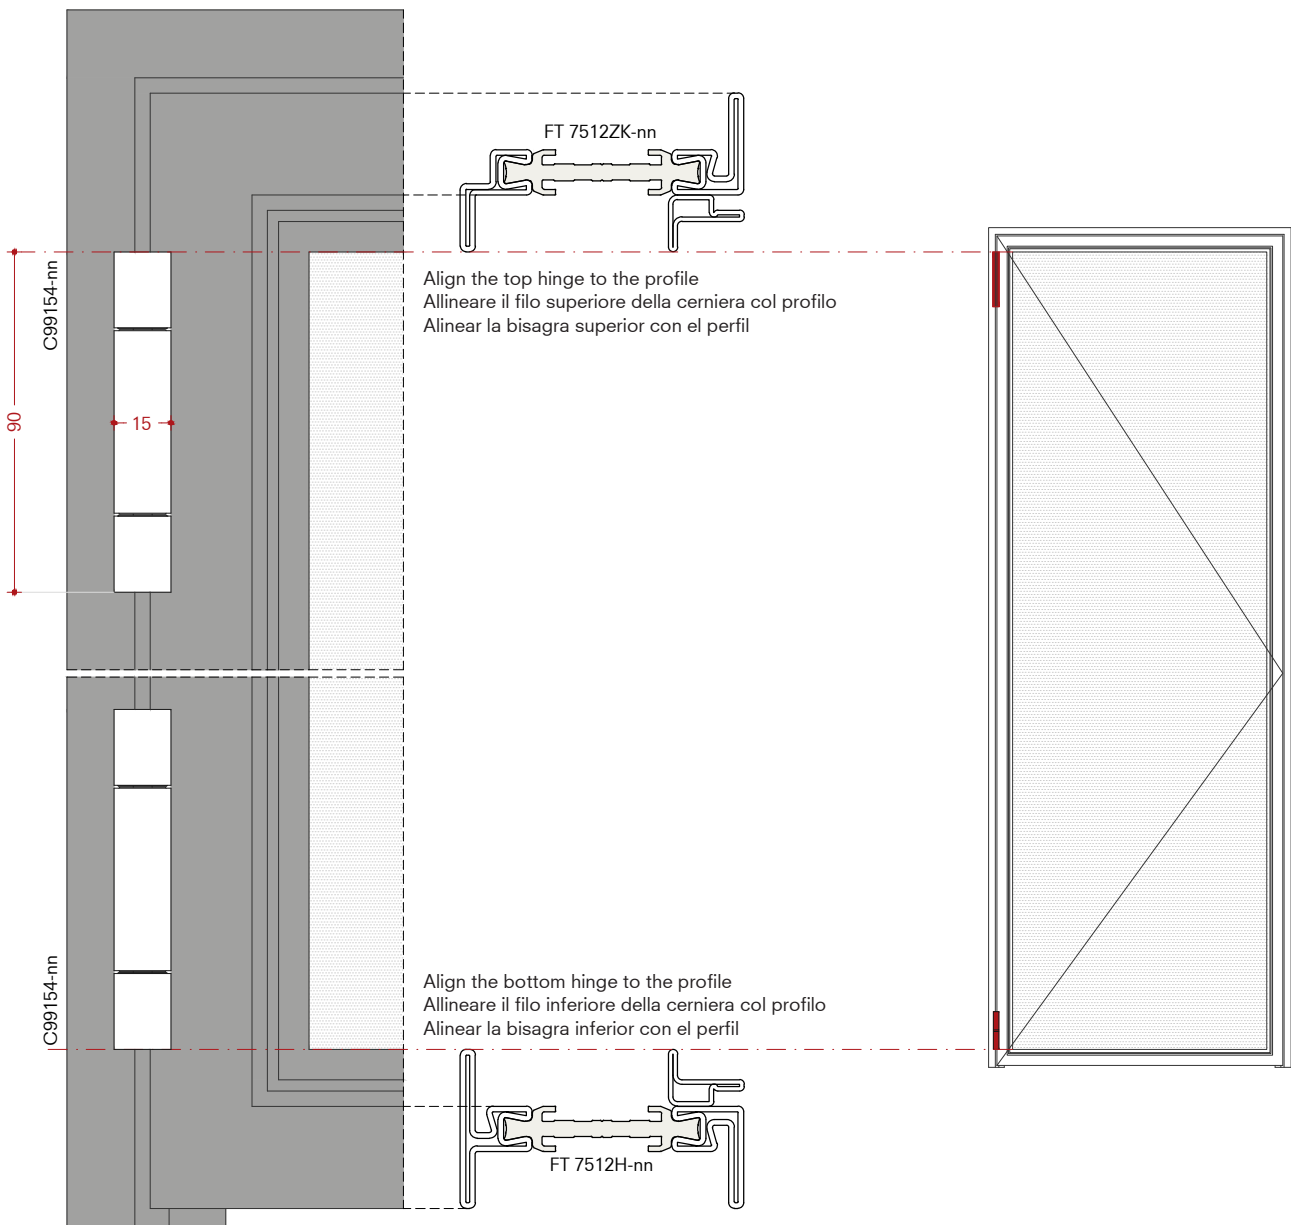 FT 7512ZK-nn
C99154-nn
Align the top hinge to the profile
Allineare il filo superiore della cerniera col profilo
Alinear la bisagra superior con el perfil
90
15
C99154-nn
Align the bottom hinge to the profile
Allineare il filo inferiore della cerniera col profilo
Alinear la bisagra inferior con el perfil
FT 7512H-nn